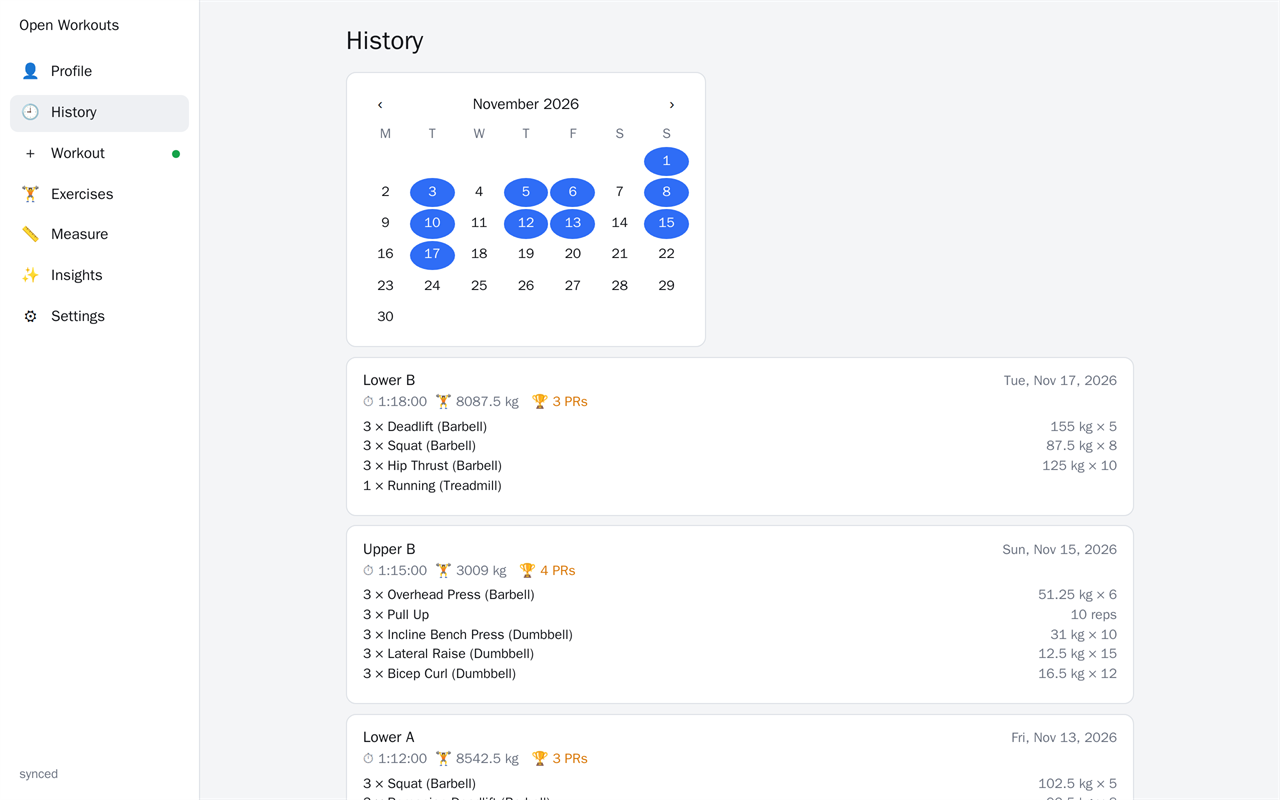 Open Workouts
Profile
History
+ Workout
Exercises
Measure
Insights
Settings
synced
History
‹ November 2026 ›
M T W T F S S
1
2 3 4 5 6 7 8
9 10 11 12 13 14 15
16 17 18 19 20 21 22
23 24 25 26 27 28 29
30
Lower B Tue, Nov 17, 2026
⏱ 1:18:00 🏋 8087.5 kg 🏆 3 PRs
3 × Deadlift (Barbell) 155 kg × 5
3 × Squat (Barbell) 87.5 kg × 8
3 × Hip Thrust (Barbell) 125 kg × 10
1 × Running (Treadmill)
Upper B Sun, Nov 15, 2026
⏱ 1:15:00 🏋 3009 kg 🏆 4 PRs
3 × Overhead Press (Barbell) 51.25 kg × 6
3 × Pull Up 10 reps
3 × Incline Bench Press (Dumbbell) 31 kg × 10
3 × Lateral Raise (Dumbbell) 12.5 kg × 15
3 × Bicep Curl (Dumbbell) 16.5 kg × 12
Lower A Fri, Nov 13, 2026
⏱ 1:12:00 🏋 8542.5 kg 🏆 3 PRs
3 × Squat (Barbell) 102.5 kg × 5